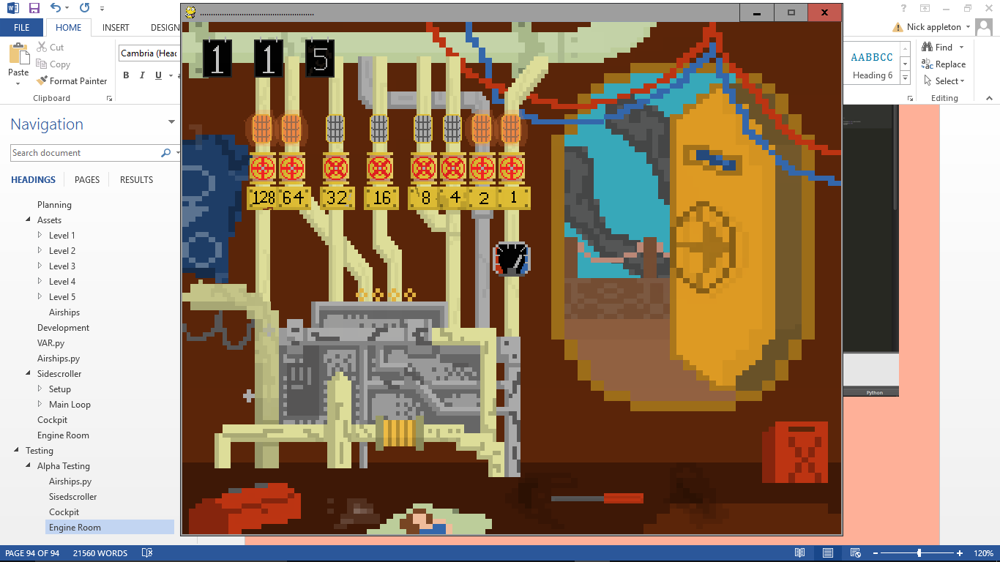 ....................................................
Nick appleton
FILE HOME INSERT DESIGN
Paste
Cut
Copy
Format Painter
Clipboard
Cambria (Head
B I U
AABBCC
Heading 6
Find
Replace
Select
Editing
Navigation
Search document
HEADINGS PAGES RESULTS
Planning
Assets
Level 1
Level 2
Level 3
Level 4
Level 5
Airships
Development
VAR.py
Airships.py
Sidescroller
Setup
Main Loop
Cockpit
Engine Room
Testing
Alpha Testing
Airships.py
Sisedscroller
Cockpit
Engine Room
1 1 5
128 64 32 16 8 4 2 1
Python
PAGE 94 OF 94 21560 WORDS
120%